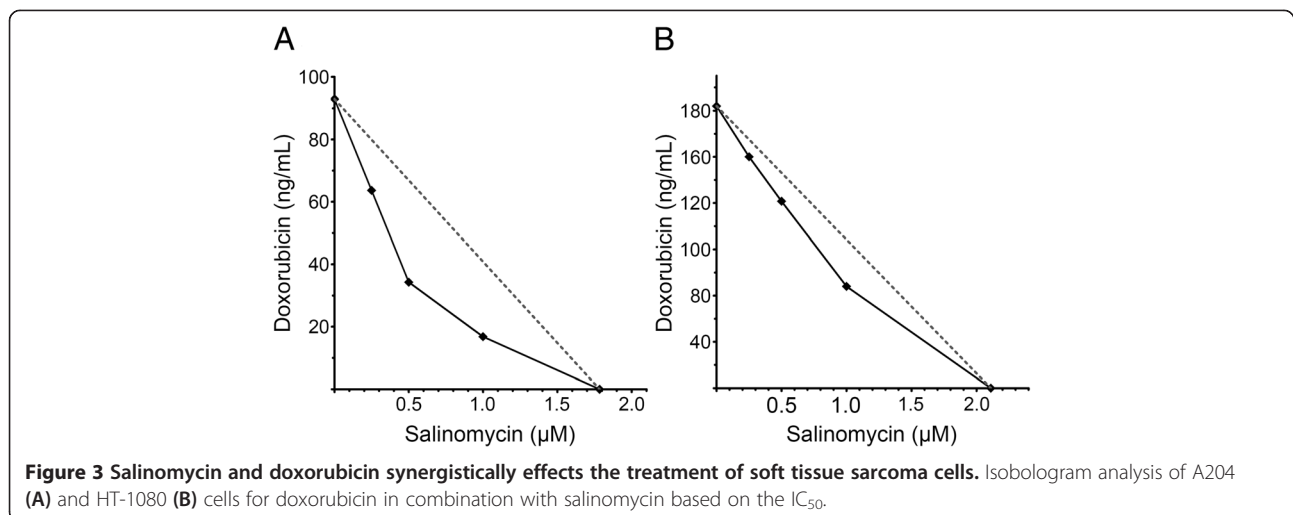 A
B
100
80
60
40
20
Doxorubicin (ng/mL)
0.5 1.0 1.5 2.0
Salinomycin (µM)
180
160
120
100
80
40
Doxorubicin (ng/mL)
0.5 1.0 1.5 2.0
Salinomycin (µM)
Figure 3 Salinomycin and doxorubicin synergistically effects the treatment of soft tissue sarcoma cells. Isobologram analysis of A204
(A) and HT-1080 (B) cells for doxorubicin in combination with salinomycin based on the IC₅₀.